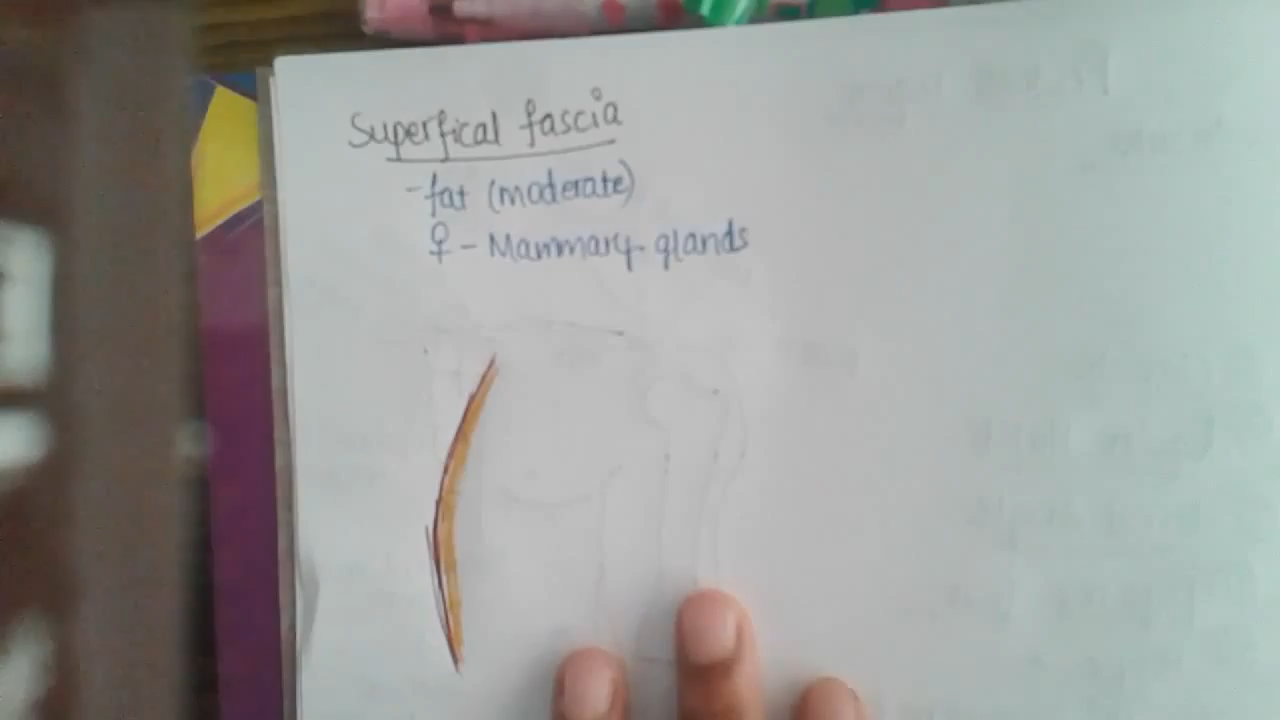 Superfical fascia
-fat (moderate)
♀ - Mammary glands